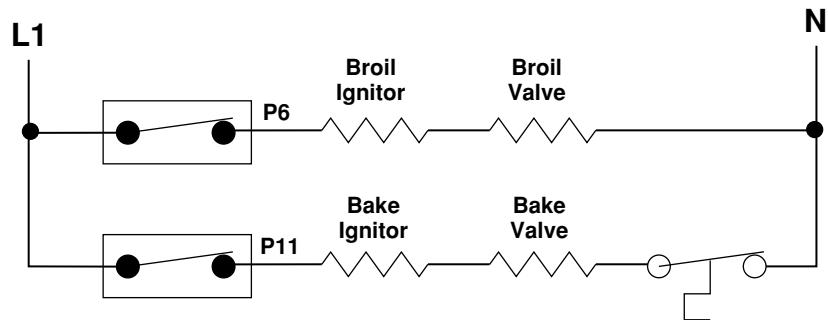 L1
N
Broil
Ignitor
Broil
Valve
P6
Bake
Ignitor
Bake
Valve
P11